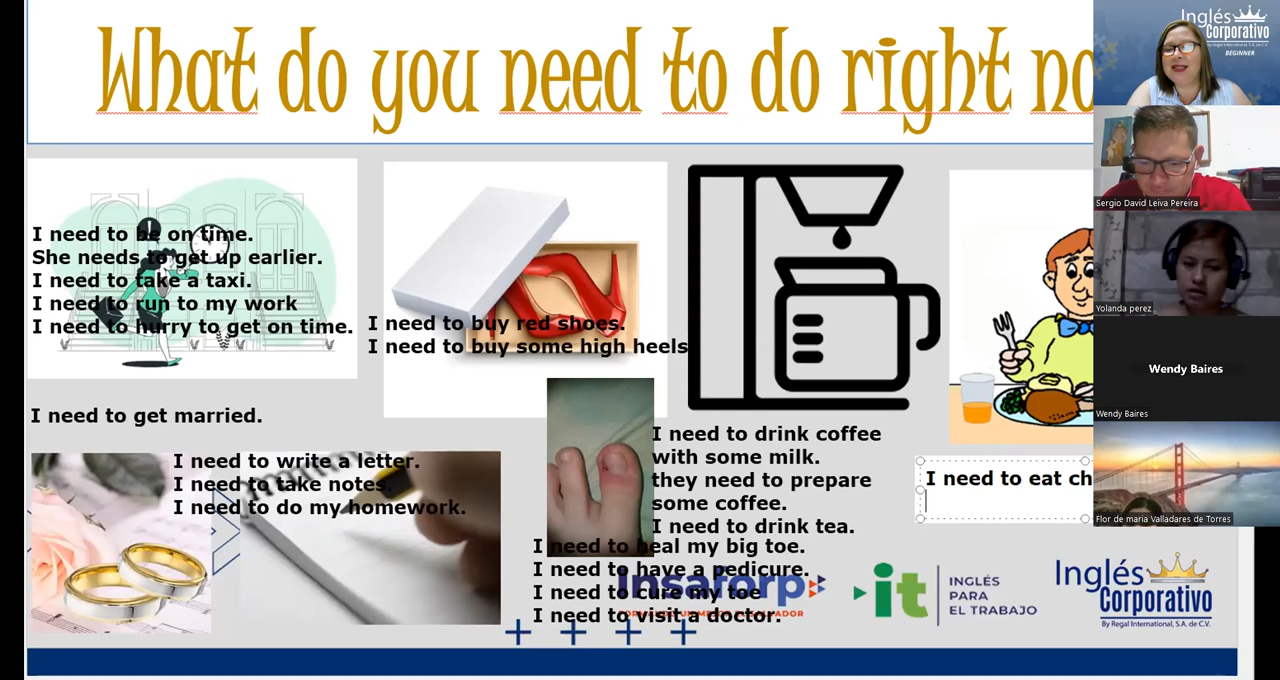 What do you need to do right no
I need to be on time.
She needs to get up earlier.
I need to take a taxi.
I need to run to my work
I need to hurry to get on time.
I need to buy red shoes.
I need to buy some high heels
I need to get married.
I need to write a letter.
I need to take notes.
I need to do my homework.
I need to drink coffee
with some milk.
they need to prepare
some coffee.
I need to drink tea.
I need to heal my big toe.
I need to have a pedicure.
I need to cure my toe
I need to visit a doctor.
I need to eat ch
Insaforp
it
INGLÉS
PARA
EL TRABAJO
Inglés
Corporativo
By Regal International, S.A. de C.V.
Inglés
Corporativo
By Regal International, S.A. de C.V.
BEGINNER
Sergio David Leiva Pereira
Yolanda perez
Wendy Baires
Wendy Baires
Flor de maria Valladares de Torres